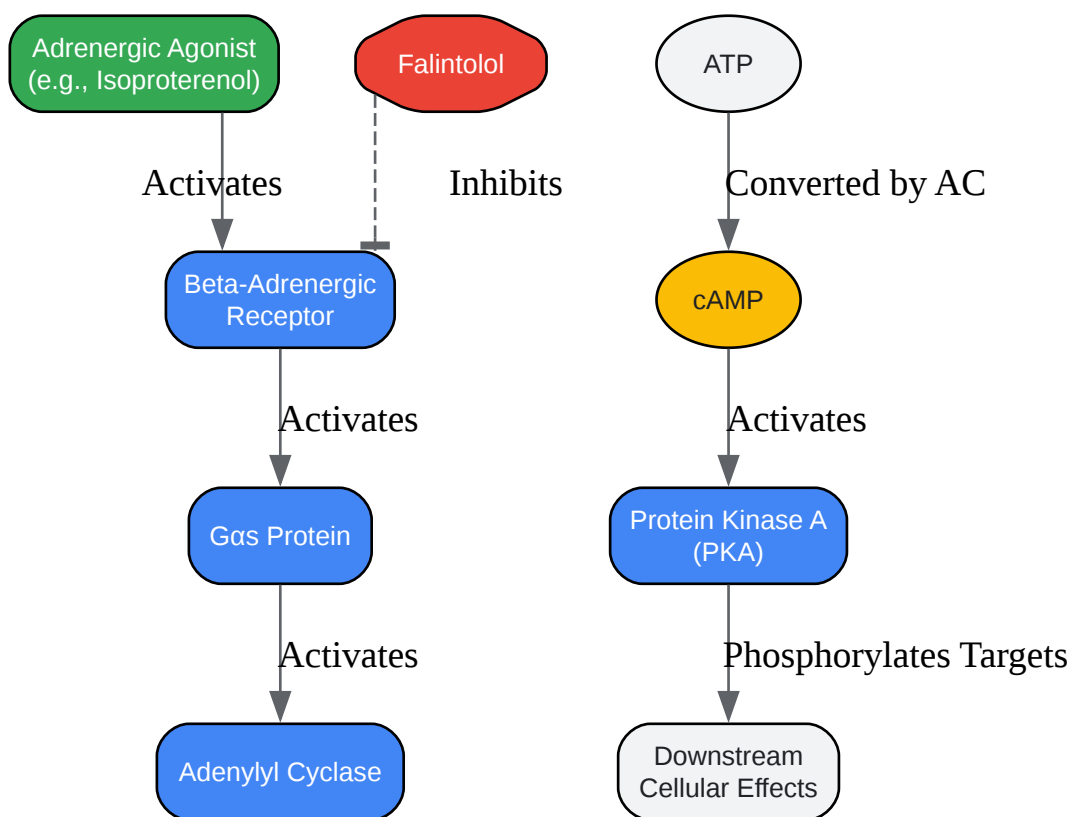 Adrenergic Agonist
(e.g., Isoproterenol)
Falintolol
ATP
Activates
Inhibits
Converted by AC
Beta-Adrenergic
Receptor
cAMP
Activates
Activates
Gαs Protein
Protein Kinase A
(PKA)
Activates
Phosphorylates Targets
Adenylyl Cyclase
Downstream
Cellular Effects